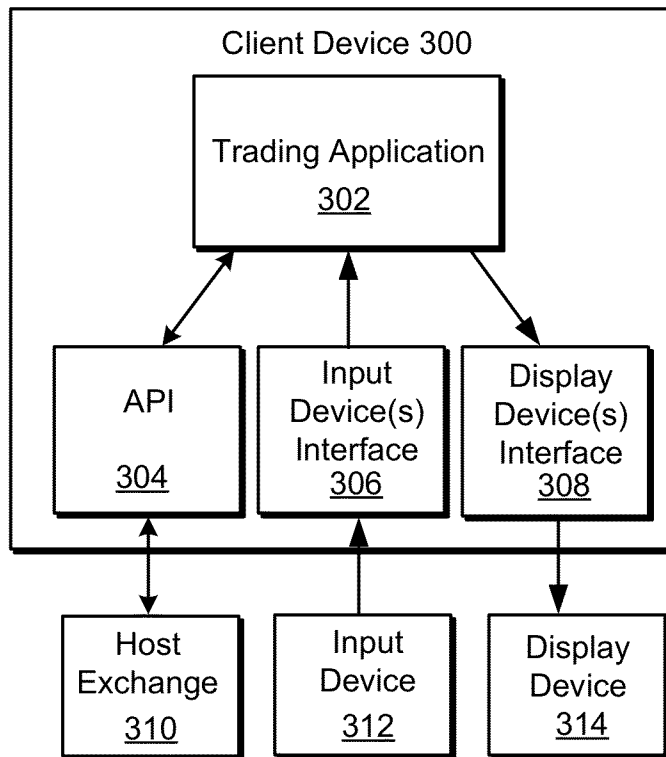 Client Device 300
Trading Application
302
API
304
Input
Device(s)
Interface
306
Display
Device(s)
Interface
308
Host
Exchange
310
Input
Device
312
Display
Device
314